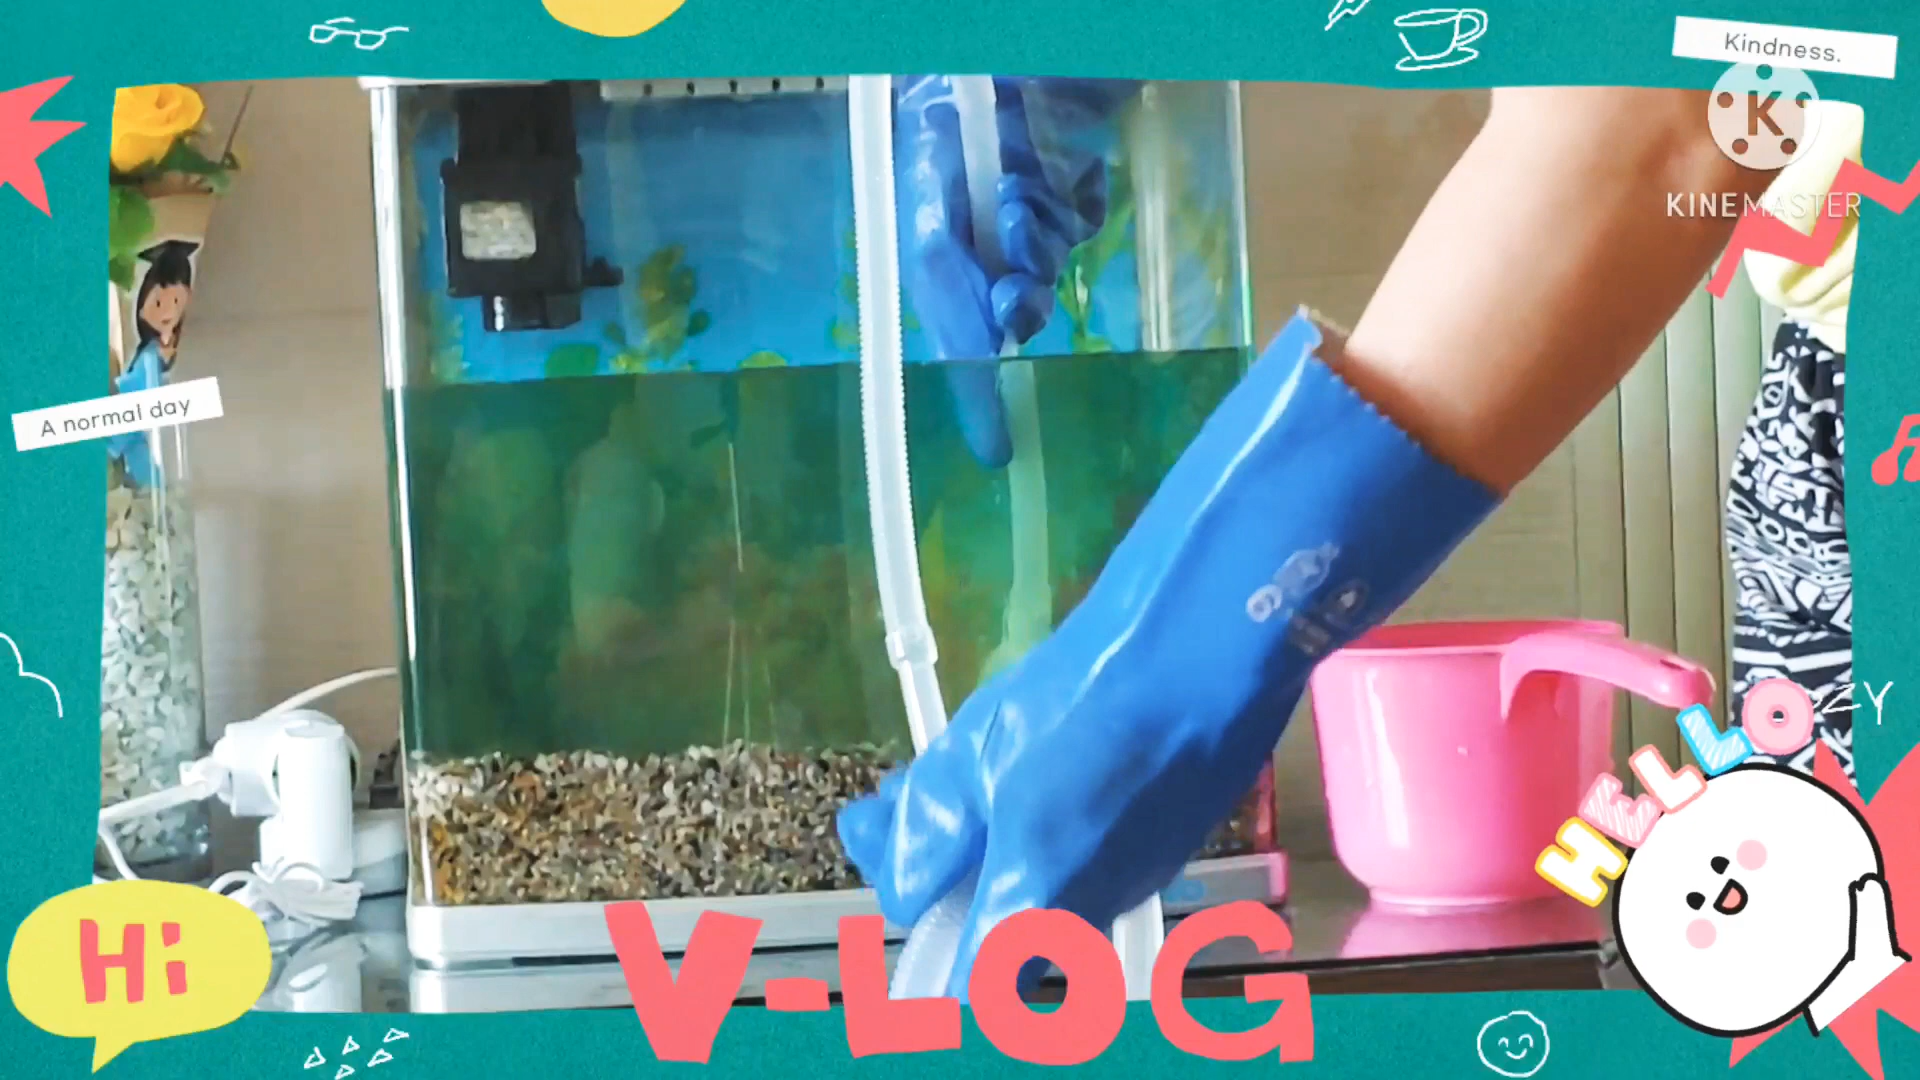 Kindness.
K
KINEMASTER
A normal day
HELLO
Hi
V-LOG